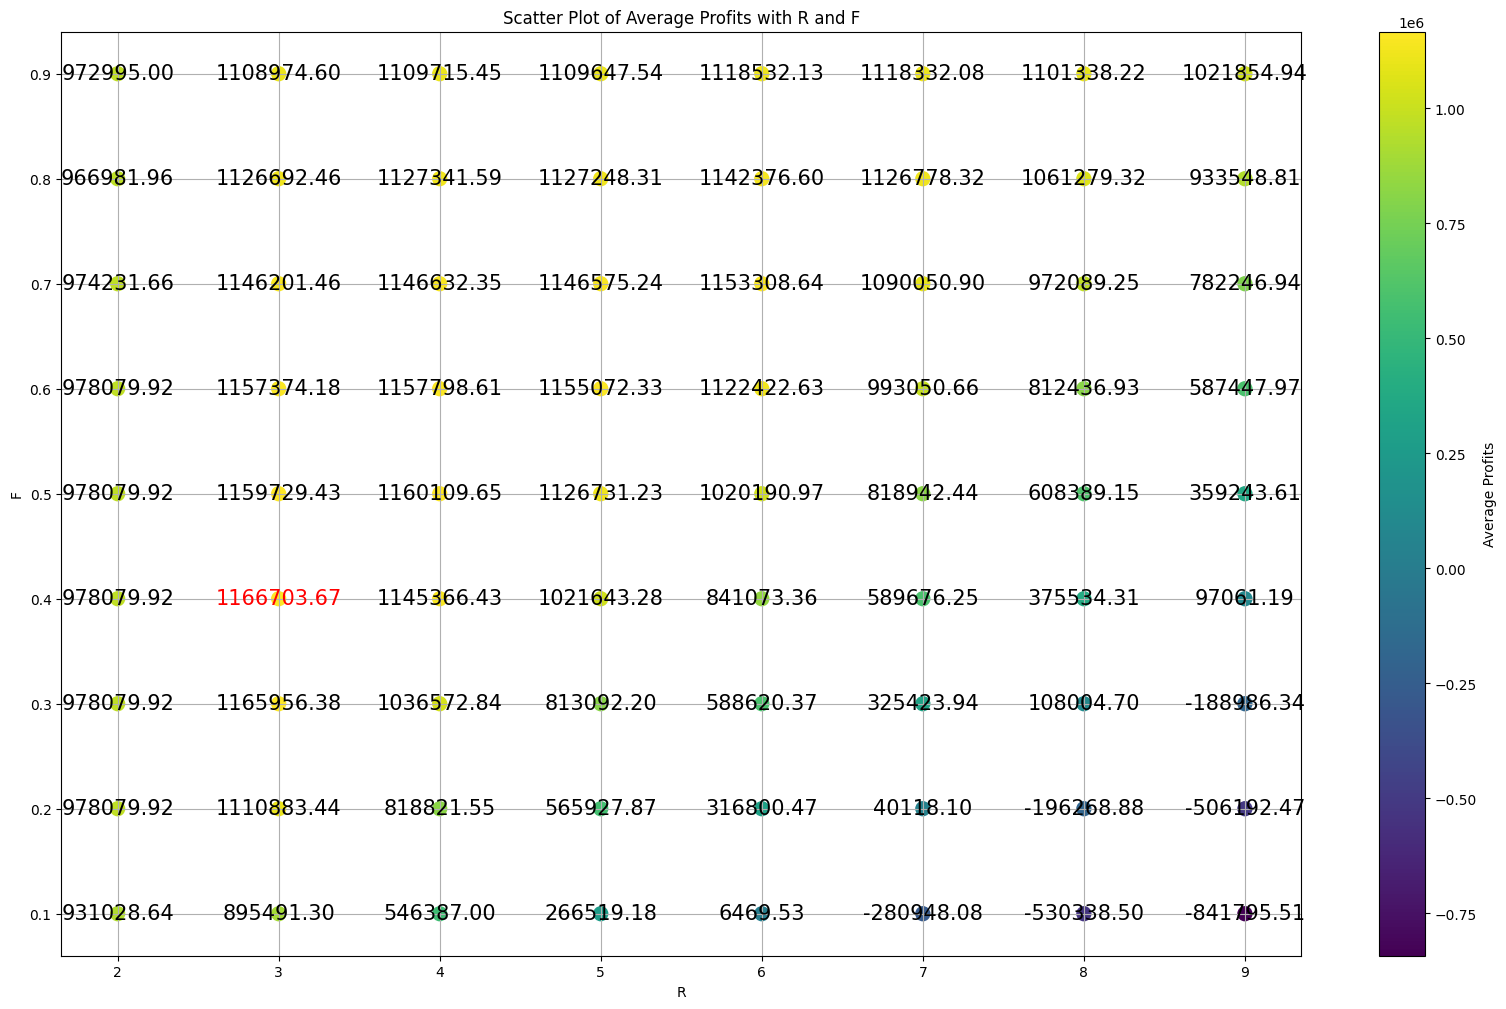 Scatter Plot of Average Profits with R and F
1e6
0.9 972995.00 1108974.60 1109715.45 1109647.54 1118532.13 1118332.08 1101338.22 1021854.94
1.00
0.8 966981.96 1126692.46 1127341.59 1127248.31 1142376.60 1126778.32 1061279.32 933548.81
0.75
0.7 974231.66 1146201.46 1146632.35 1146575.24 1153308.64 1090050.90 972089.25 782246.94
0.50
0.6 978079.92 1157374.18 1157798.61 1155072.33 1122422.63 993050.66 812436.93 587447.97
0.25
F
0.5 978079.92 1159729.43 1160109.65 1126731.23 1020190.97 818942.44 608389.15 359243.61
Average Profits
0.00
0.4 978079.92 1166703.67 1145366.43 1021643.28 841073.36 589676.25 375534.31 97061.19
−0.25
0.3 978079.92 1165956.38 1036572.84 813092.20 588620.37 325423.94 108004.70 -188986.34
−0.50
0.2 978079.92 1110883.44 818821.55 565927.87 316800.47 40118.10 -196268.88 -506192.47
0.1 931028.64 895491.30 546387.00 266519.18 6469.53 -280948.08 -530338.50 -841795.51
−0.75
2 3 4 5 6 7 8 9
R